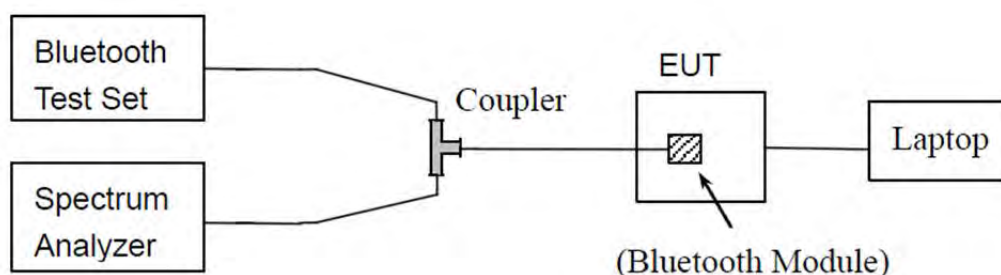 Bluetooth
Test Set
Coupler
EUT
Laptop
Spectrum
Analyzer
(Bluetooth Module)